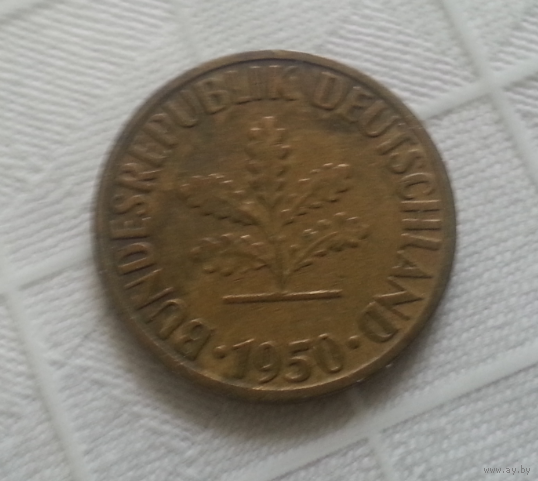 BUNDESREPUBLIK DEUTSCHLAND
· 1950 ·
www.ay.by